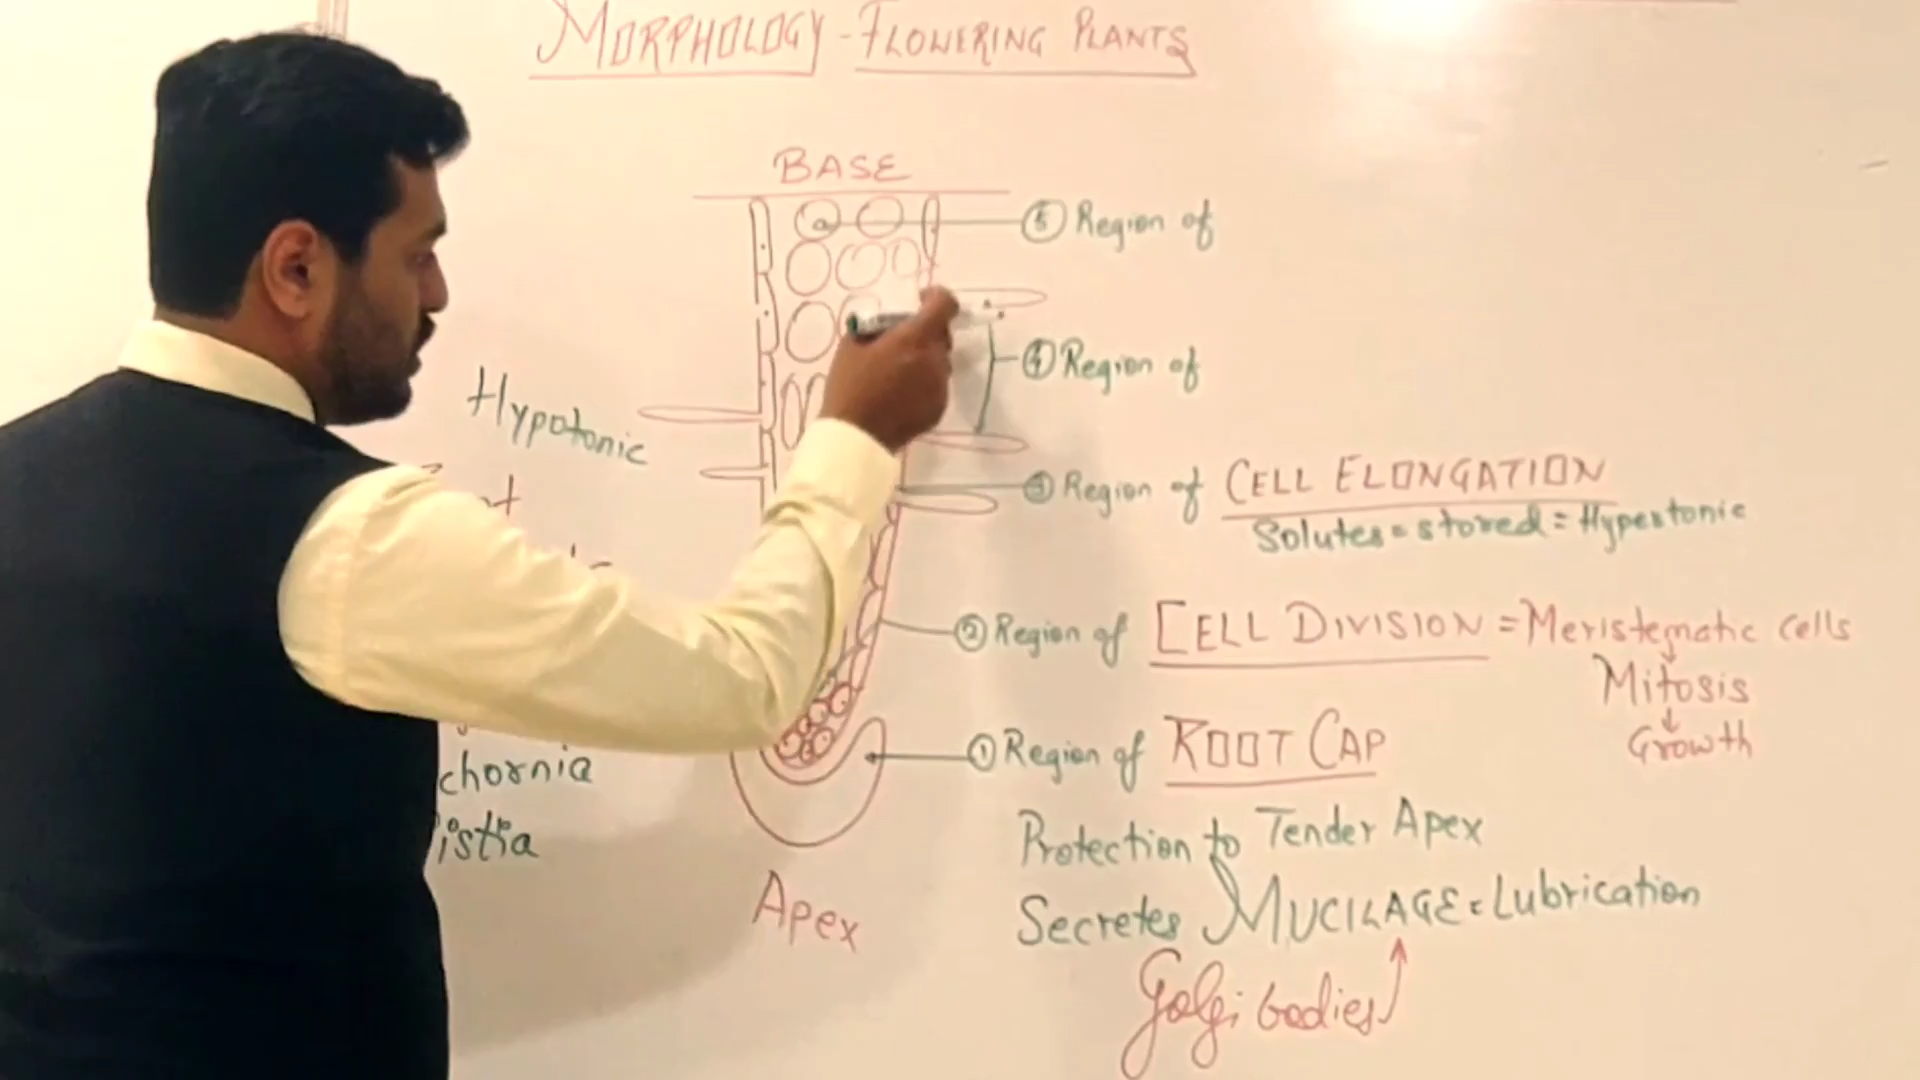 MORPHOLOGY - FLOWERING PLANTS
BASE
⑤ Region of
④ Region of
Hypotonic
③ Region of CELL ELONGATION
Solutes = stored = Hypertonic
② Region of CELL DIVISION = Meristematic cells
Mitosis
Growth
① Region of ROOT CAP
chornia
istia
Protection to Tender Apex
Apex
Secretes MUCILAGE = Lubrication
Golgi bodies